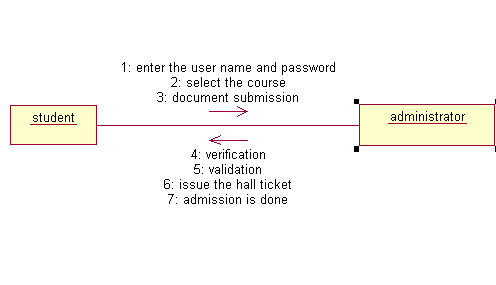 1: enter the user name and password
2: select the course
3: document submission
student
administrator
4: verification
5: validation
6: issue the hall ticket
7: admission is done